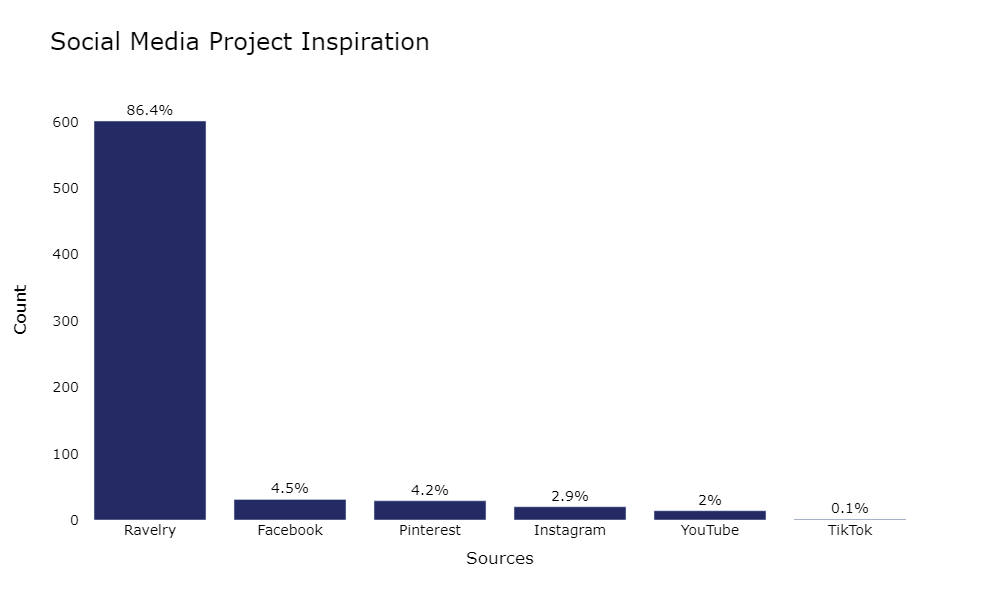 Social Media Project Inspiration
86.4%
600
500
400
300
200
100
0
Count
4.5%
4.2%
2.9%
2%
0.1%
Ravelry
Facebook
Pinterest
Instagram
YouTube
TikTok
Sources